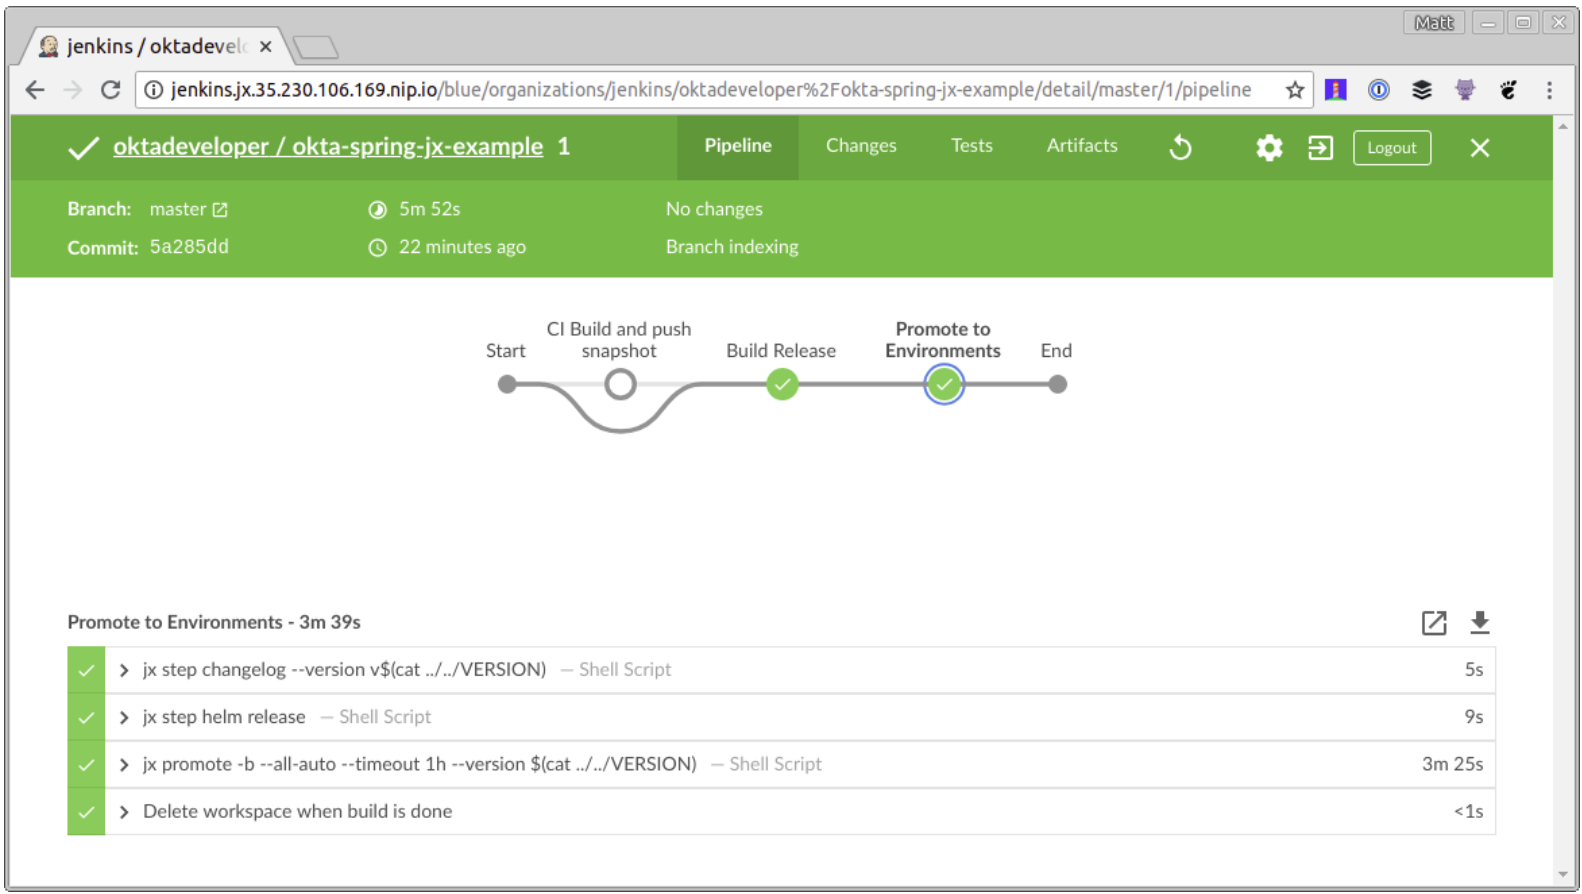 Matt
jenkins / oktadevelo
jenkins.jx.35.230.106.169.nip.io/blue/organizations/jenkins/oktadeveloper%2Fokta-spring-jx-example/detail/master/1/pipeline
oktadeveloper / okta-spring-jx-example 1 Pipeline Changes Tests Artifacts Logout
Branch: master 5m 52s No changes
Commit: 5a285dd 22 minutes ago Branch indexing
CI Build and push
snapshot
Promote to
Environments
Start
Build Release
End
Promote to Environments - 3m 39s
jx step changelog --version v$(cat ../../VERSION) — Shell Script 5s
jx step helm release — Shell Script 9s
jx promote -b --all-auto --timeout 1h --version $(cat ../../VERSION) — Shell Script 3m 25s
Delete workspace when build is done <1s